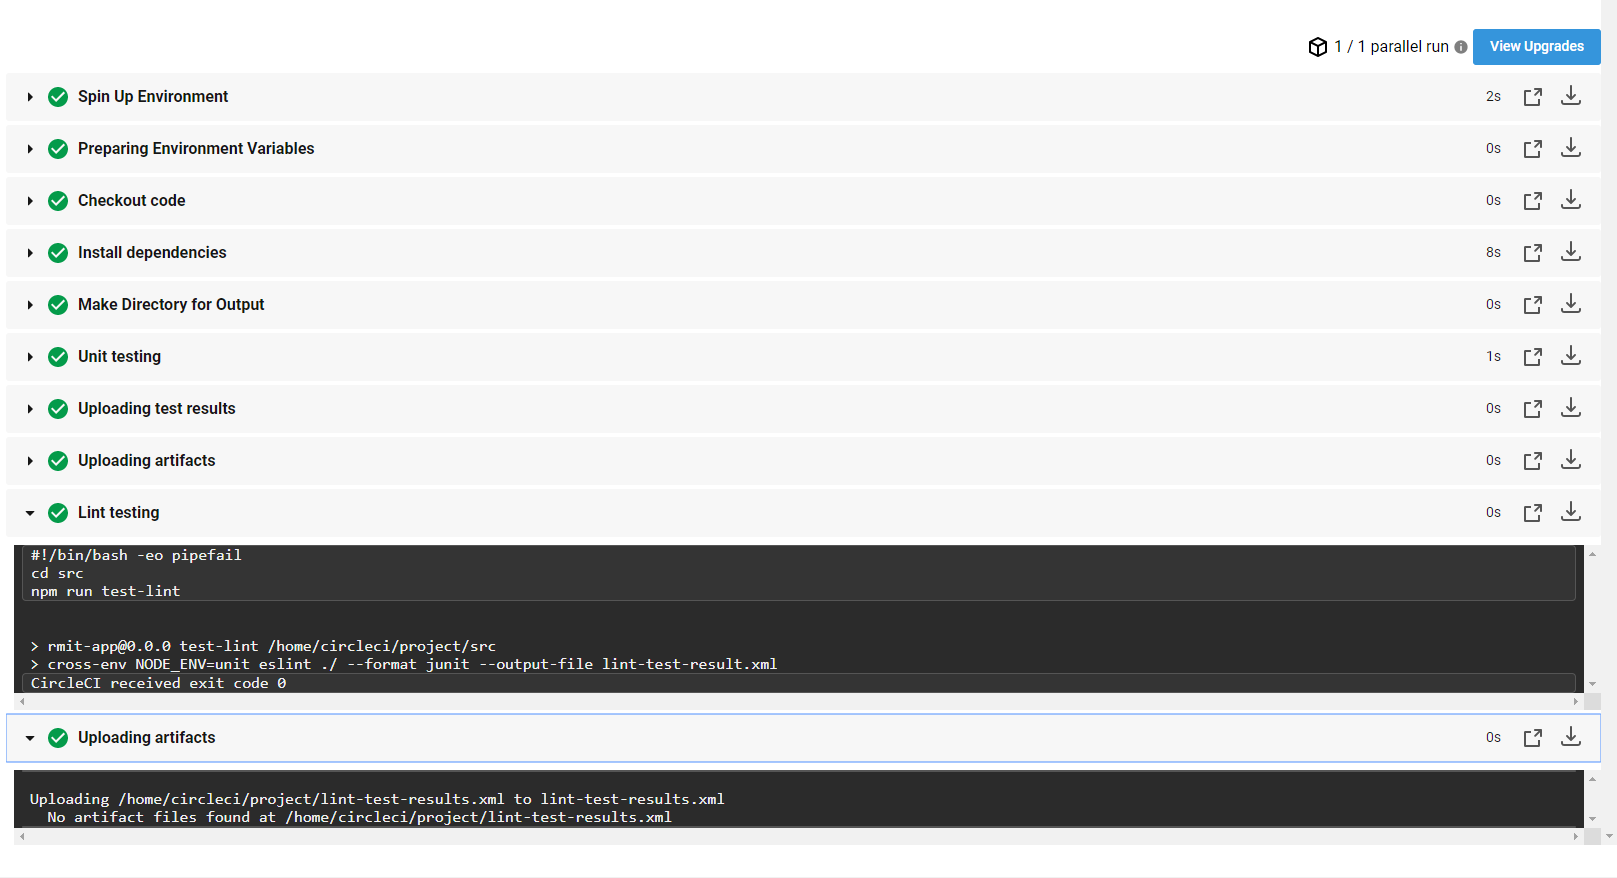 1 / 1 parallel run View Upgrades
Spin Up Environment 2s
Preparing Environment Variables 0s
Checkout code 0s
Install dependencies 8s
Make Directory for Output 0s
Unit testing 1s
Uploading test results 0s
Uploading artifacts 0s
Lint testing 0s
#!/bin/bash -eo pipefail
cd src
npm run test-lint
> rmit-app@0.0.0 test-lint /home/circleci/project/src
> cross-env NODE_ENV=unit eslint ./ --format junit --output-file lint-test-result.xml
CircleCI received exit code 0
Uploading artifacts 0s
Uploading /home/circleci/project/lint-test-results.xml to lint-test-results.xml
No artifact files found at /home/circleci/project/lint-test-results.xml